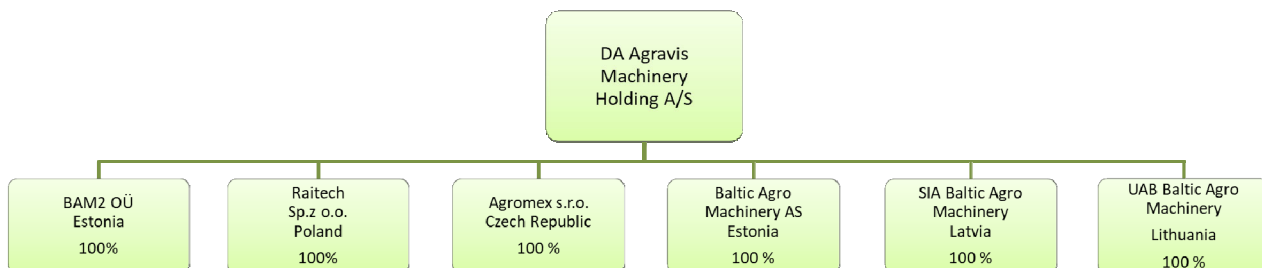 DA Agravis
Machinery
Holding A/S
BAM2 OÜ
Estonia
100%
Raitech
Sp.z o.o.
Poland
100%
Agromex s.r.o.
Czech Republic
100 %
Baltic Agro
Machinery AS
Estonia
100 %
SIA Baltic Agro
Machinery
Latvia
100 %
UAB Baltic Agro
Machinery
Lithuania
100 %